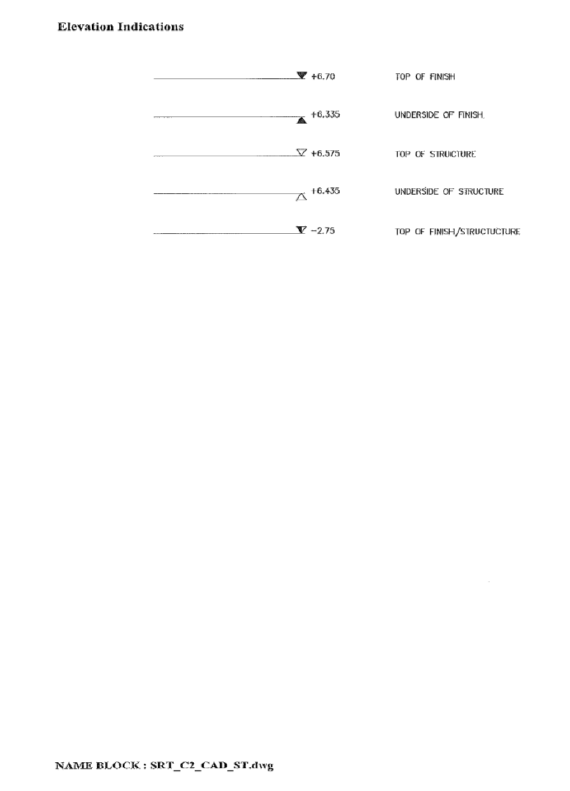 Elevation Indications
+6.70 TOP OF FINISH
+6.335 UNDERSIDE OF FINISH.
+6.575 TOP OF STRUCTURE
+6.435 UNDERSIDE OF STRUCTURE
-2.75 TOP OF FINISH/STRUCTUCTURE
NAME BLOCK : SRT_C2_CAD_ST.dwg